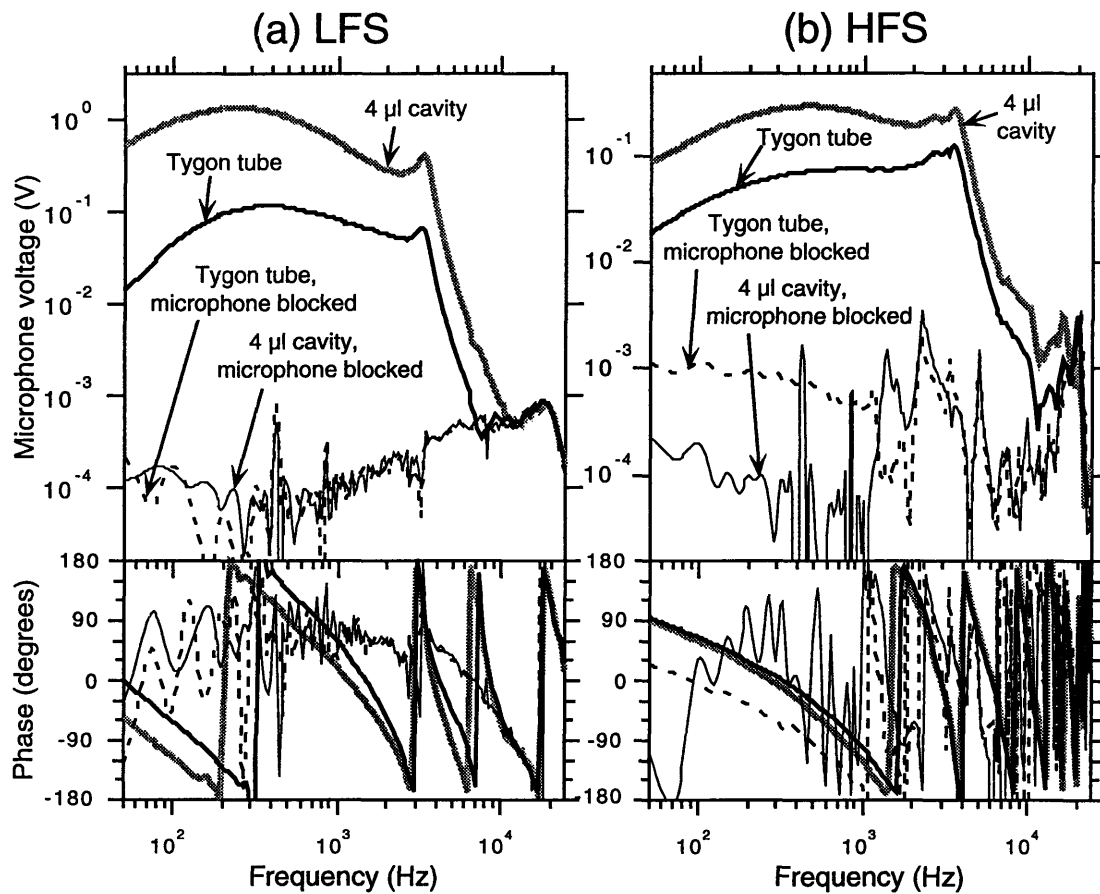 (a) LFS
(b) HFS
Microphone voltage (V)
10^0
10^-1
10^-2
10^-3
10^-4
4 µl cavity
Tygon tube
Tygon tube,
microphone blocked
4 µl cavity,
microphone blocked
10^-1
10^-2
10^-3
10^-4
4 µl
cavity
Tygon tube
Tygon tube,
microphone blocked
4 µl cavity,
microphone blocked
Phase (degrees)
180
90
0
-90
-180
180
90
0
-90
-180
10^2
10^3
10^4
10^2
10^3
10^4
Frequency (Hz)
Frequency (Hz)